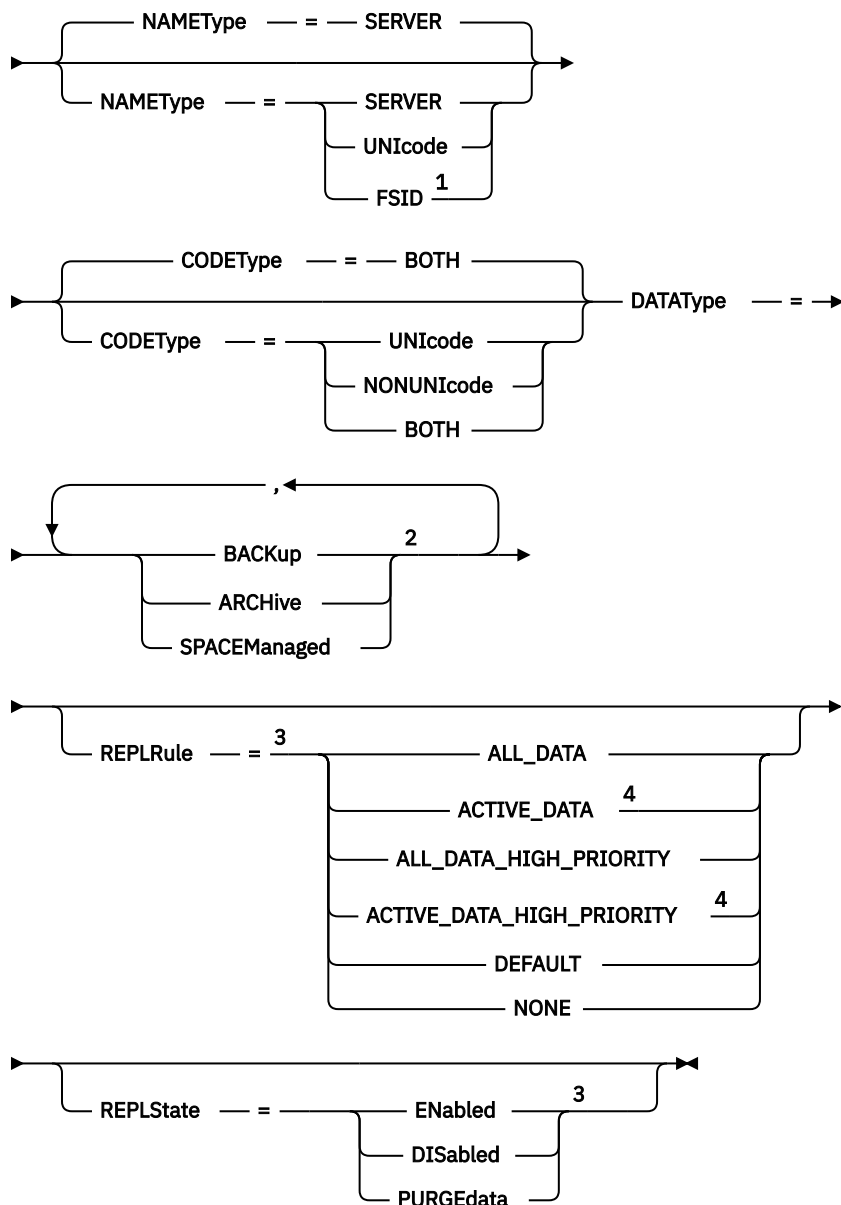 NAMEType = SERVER
NAMEType = SERVER
UNIcode
FSID 1
CODEType = BOTH
DATAType =
CODEType = UNIcode
NONUNIcode
BOTH
,
BACKup 2
ARCHive
SPACEManaged
REPLRule = 3 ALL_DATA
ACTIVE_DATA 4
ALL_DATA_HIGH_PRIORITY
ACTIVE_DATA_HIGH_PRIORITY 4
DEFAULT
NONE
REPLState = ENabled 3
DISabled
PURGEdata